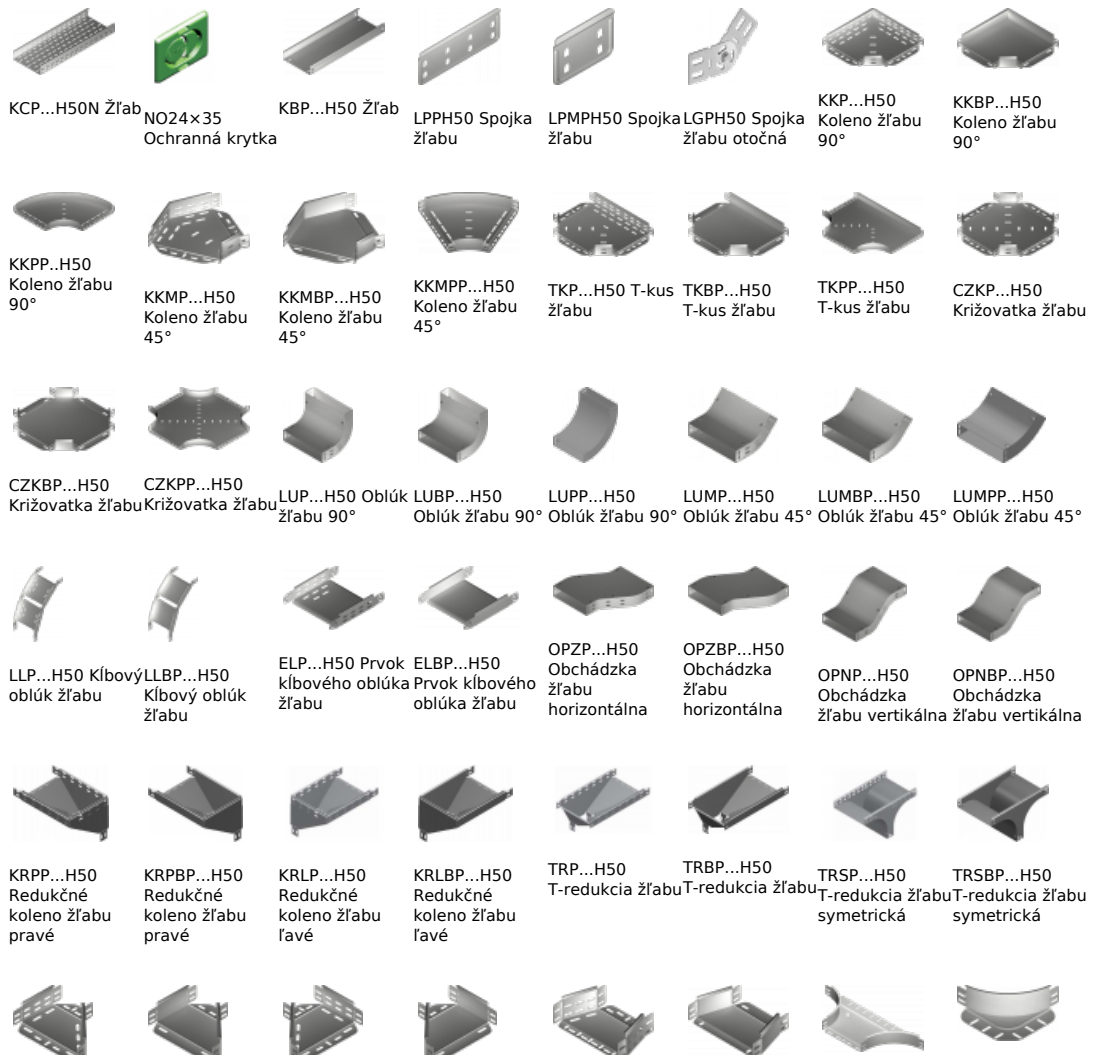 KCP...H50N Žľab
NO24×35
Ochranná krytka
KBP...H50 Žľab
LPPH50 Spojka
žľabu
LPMPH50 Spojka
žľabu
LGPH50 Spojka
žľabu otočná
KKP...H50
Koleno žľabu
90°
KKBP...H50
Koleno žľabu
90°
KKPP..H50
Koleno žľabu
90°
KKMP...H50
Koleno žľabu
45°
KKMBP...H50
Koleno žľabu
45°
KKMPP...H50
Koleno žľabu
45°
TKP...H50 T-kus
žľabu
TKBP...H50
T-kus žľabu
TKPP...H50
T-kus žľabu
CZKP...H50
Križovatka žľabu
CZKBP...H50
Križovatka žľabu
CZKPP...H50
Križovatka žľabu
LUP...H50 Oblúk
žľabu 90°
LUBP...H50
Oblúk žľabu 90°
LUPP...H50
Oblúk žľabu 90°
LUMP...H50
Oblúk žľabu 45°
LUMBP...H50
Oblúk žľabu 45°
LUMPP...H50
Oblúk žľabu 45°
LLP...H50 Kĺbový
oblúk žľabu
LLBP...H50
Kĺbový oblúk
žľabu
ELP...H50 Prvok
kĺbového oblúka
žľabu
ELBP...H50
Prvok kĺbového
oblúka žľabu
OPZP...H50
Obchádzka
žľabu
horizontálna
OPZBP...H50
Obchádzka
žľabu
horizontálna
OPNP...H50
Obchádzka
žľabu vertikálna
OPNBP...H50
Obchádzka
žľabu vertikálna
KRPP...H50
Redukčné
koleno žľabu
pravé
KRPBP...H50
Redukčné
koleno žľabu
pravé
KRLP...H50
Redukčné
koleno žľabu
ľavé
KRLBP...H50
Redukčné
koleno žľabu
ľavé
TRP...H50
T-redukcia žľabu
TRBP...H50
T-redukcia žľabu
TRSP...H50
T-redukcia žľabu
symetrická
TRSBP...H50
T-redukcia žľabu
symetrická